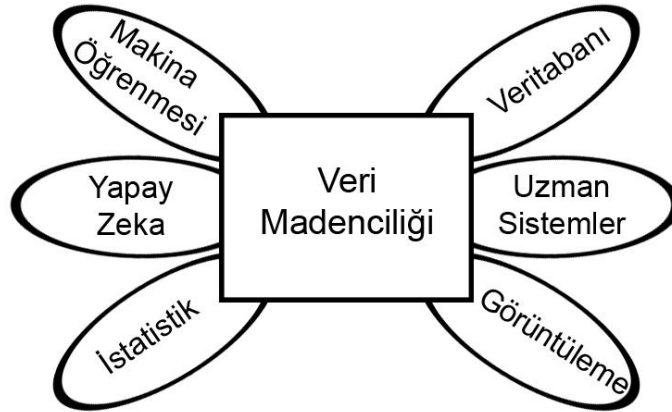 Makina
Öğrenmesi
Veritabanı
Yapay
Zeka
Veri
Madenciliği
Uzman
Sistemler
İstatistik
Görüntüleme